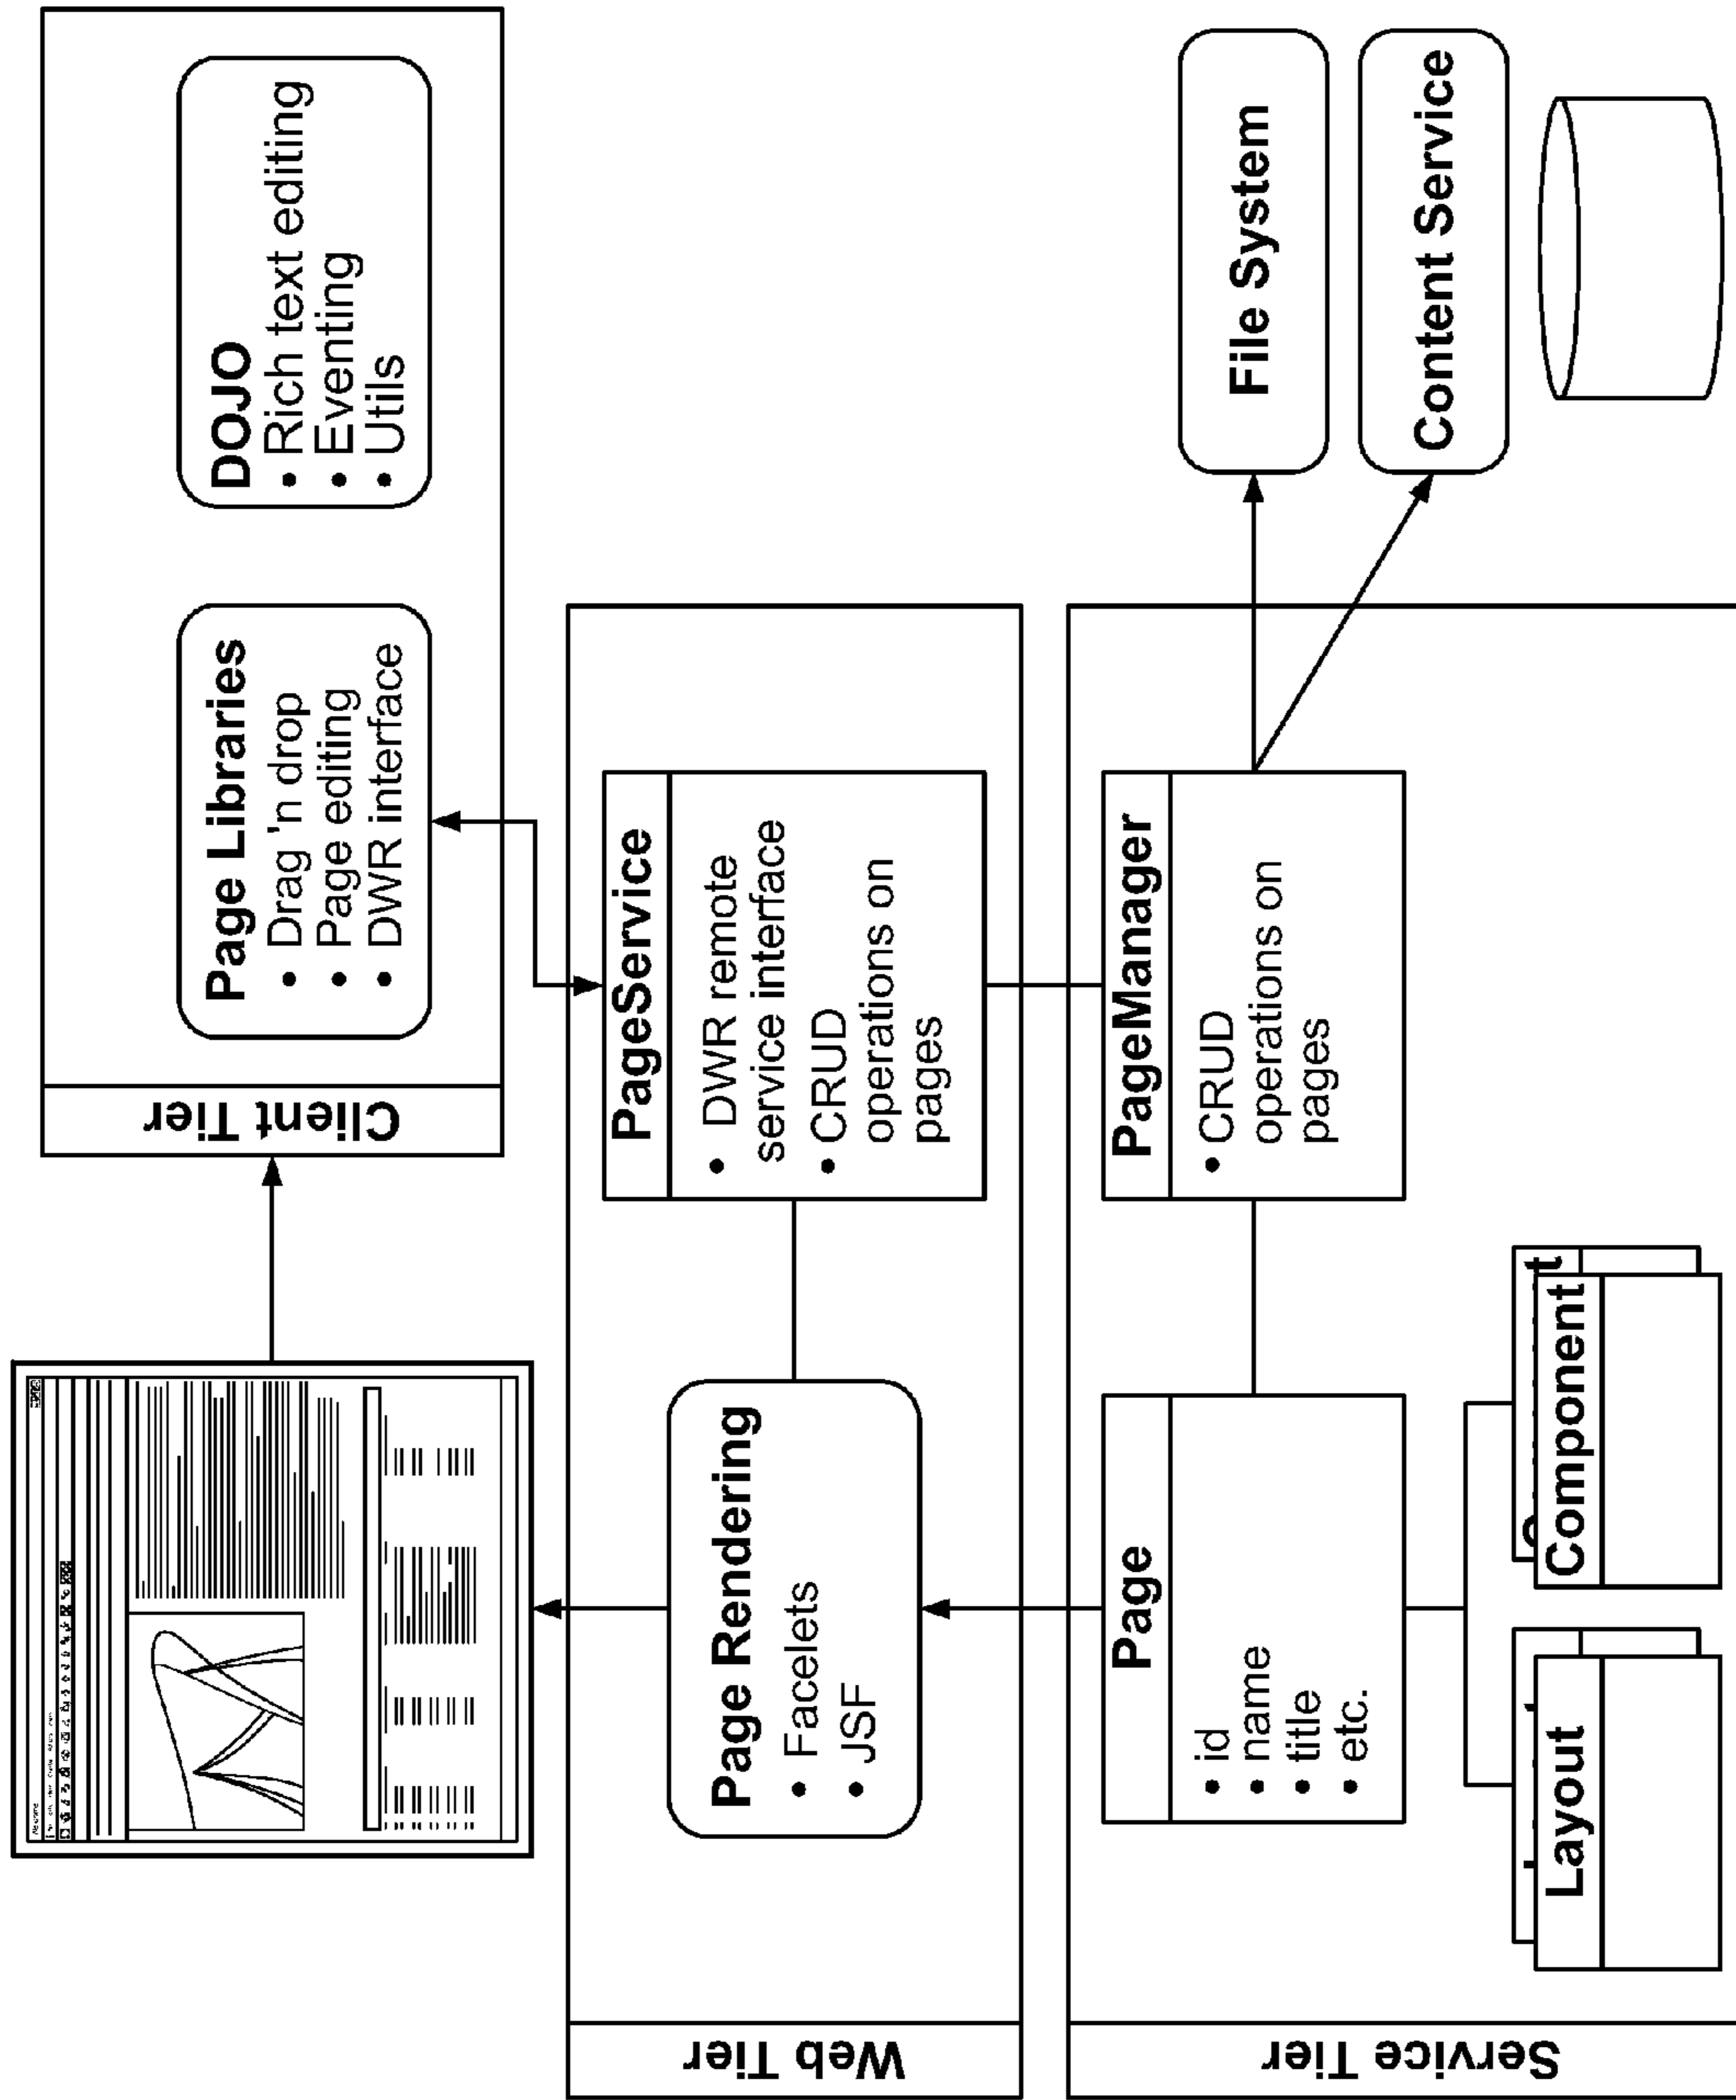 Client Tier
Page Libraries
• Drag 'n drop
• Page editing
• DWR interface
DOJO
• Rich text editing
• Eventing
• Utils
Web Tier
Page Rendering
• Facelets
• JSF
PageService
• DWR remote
service interface
• CRUD
operations on
pages
Service Tier
Page
• id
• name
• title
• etc.
PageManager
• CRUD
operations on
pages
Layout
Component
File System
Content Service